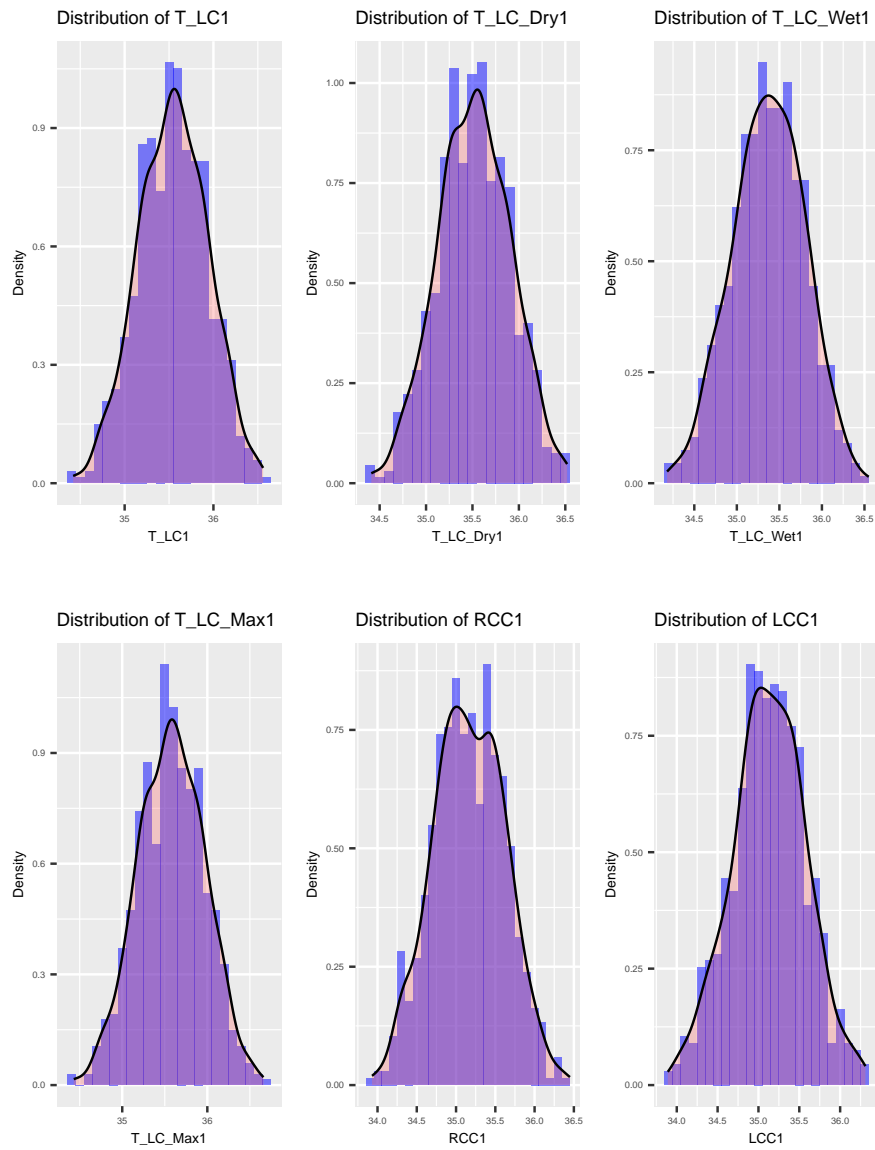 Distribution of T_LC1
Distribution of T_LC_Dry1
Distribution of T_LC_Wet1
Density
0.9
0.6
0.3
0.0
35
36
T_LC1
Density
1.00
0.75
0.50
0.25
0.00
34.5
35.0
35.5
36.0
36.5
T_LC_Dry1
Density
0.75
0.50
0.25
0.00
34.5
35.0
35.5
36.0
36.5
T_LC_Wet1
Distribution of T_LC_Max1
Distribution of RCC1
Distribution of LCC1
Density
0.9
0.6
0.3
0.0
35
36
T_LC_Max1
Density
0.75
0.50
0.25
0.00
34.0
34.5
35.0
35.5
36.0
36.5
RCC1
Density
0.75
0.50
0.25
0.00
34.0
34.5
35.0
35.5
36.0
LCC1